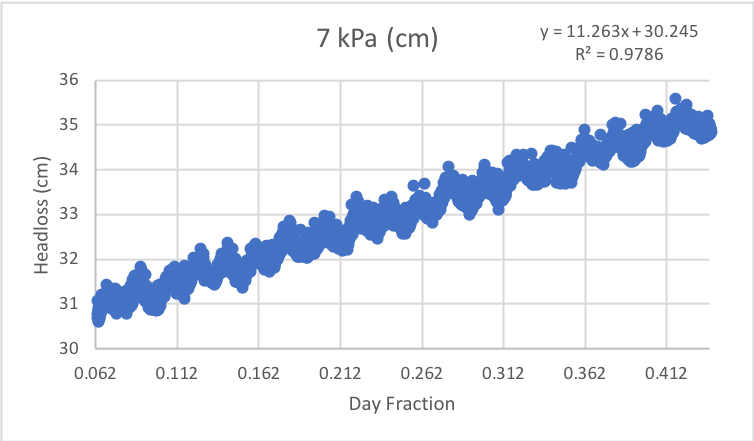 7 kPa (cm)
y = 11.263x + 30.245
R² = 0.9786
Headloss (cm)
36
35
34
33
32
31
30
0.062 0.112 0.162 0.212 0.262 0.312 0.362 0.412
Day Fraction